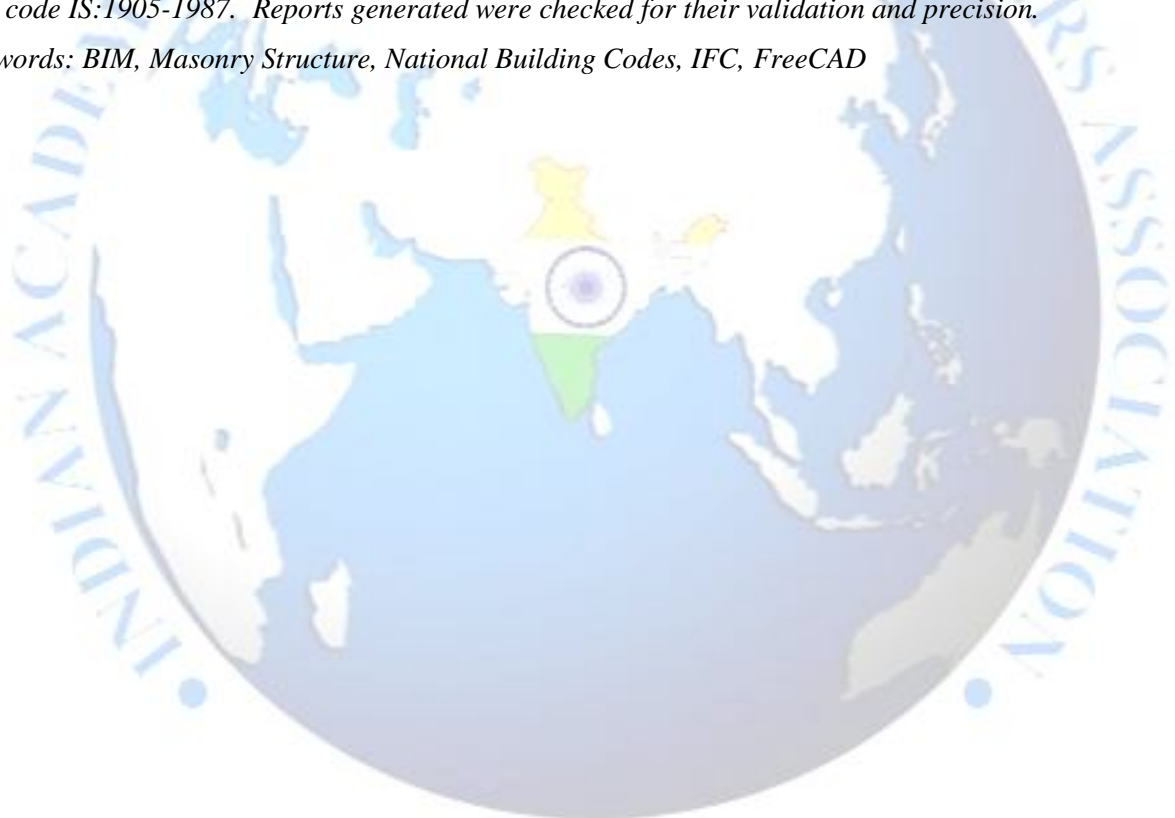 code IS:1905-1987. Reports generated were checked for their validation and precision.
words: BIM, Masonry Structure, National Building Codes, IFC, FreeCAD
INDIAN ACADE
RS ASSOCIATION